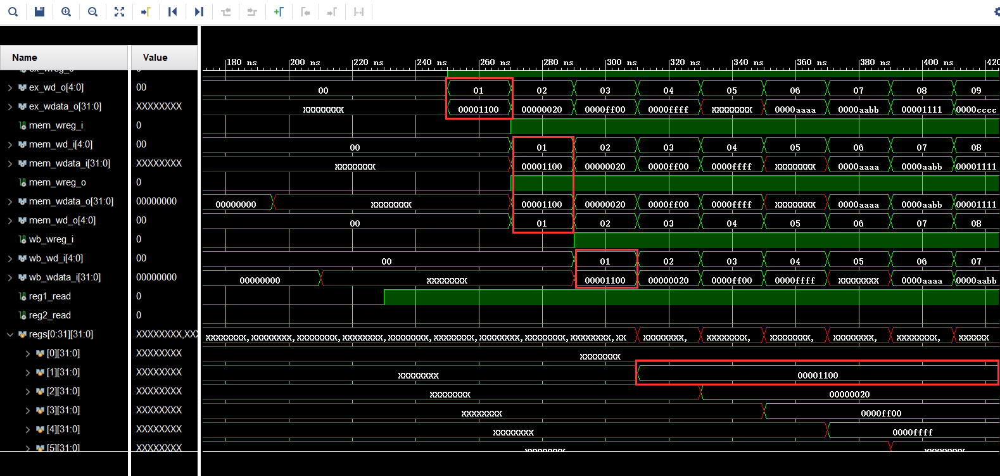 Name Value 180 ns 200 ns 220 ns 240 ns 260 ns 280 ns 300 ns 320 ns 340 ns 360 ns 380 ns 400 ns 420
ex_wreg_o 0
ex_wd_o[4:0] 00 00 01 02 03 04 05 06 07 08 09
ex_wdata_o[31:0] XXXXXXXX XXXXXXXX 00001100 00000020 0000ff00 0000ffff XXXXXXXX 0000aaaa 0000aabb 00001111 0000cccc
mem_wreg_i 0
mem_wd_i[4:0] 00 00 01 02 03 04 05 06 07 08
mem_wdata_i[31:0] XXXXXXXX XXXXXXXX 00001100 00000020 0000ff00 0000ffff XXXXXXXX 0000aaaa 0000aabb 00001111
mem_wreg_o 0
mem_wdata_o[31:0] 00000000 00000000 XXXXXXXX 00001100 00000020 0000ff00 0000ffff XXXXXXXX 0000aaaa 0000aabb 00001111
mem_wd_o[4:0] 00 00 01 02 03 04 05 06 07 08
wb_wreg_i 0
wb_wd_i[4:0] 00 00 01 02 03 04 05 06 07
wb_wdata_i[31:0] 00000000 00000000 XXXXXXXX 00001100 00000020 0000ff00 0000ffff XXXXXXXX 0000aaaa 0000aabb
reg1_read 0
reg2_read 0
regs[0:31][31:0] XXXXXXXX,XXX XXXXXXXX,XXXXXXXX,XXXXXXXX,XXXXXXXX,XXXXXXXX,XXXXXXXX,XXXXXXXX,XXXXXXXX,XXXXXXXX,XX XXXXXXXX, XXXXXXXX, XXXXXXXX, XXXXXXXX, XXXXXXXX, XXXXXX
[0][31:0] XXXXXXXX XXXXXXXX
[1][31:0] XXXXXXXX XXXXXXXX 00001100
[2][31:0] XXXXXXXX XXXXXXXX 00000020
[3][31:0] XXXXXXXX XXXXXXXX 0000ff00
[4][31:0] XXXXXXXX XXXXXXXX 0000ffff
[5][31:0] XXXXXXXX XXXXXXXX XXXXXXXX